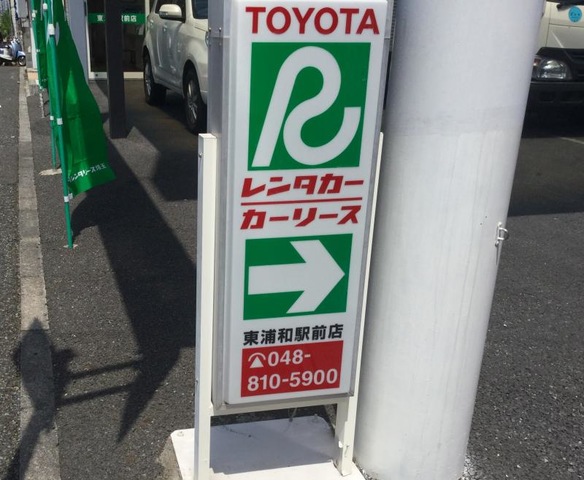 TOYOTA
R
レンタカー
カーリース
東浦和駅前店
☎048-
810-5900